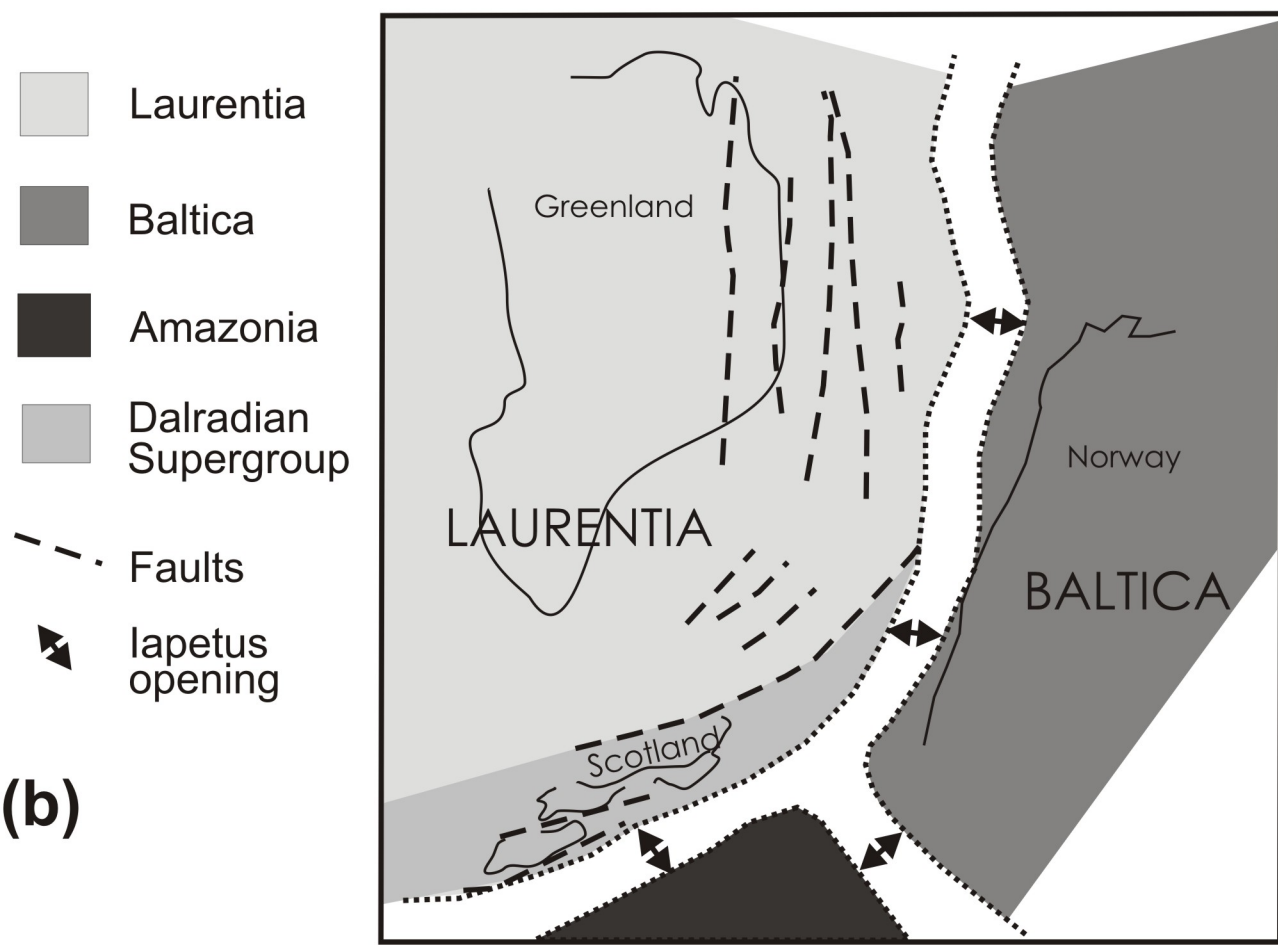 Laurentia
Baltica
Amazonia
Dalradian
Supergroup
Faults
Iapetus
opening
(b)
Greenland
Norway
LAURENTIA
BALTICA
Scotland